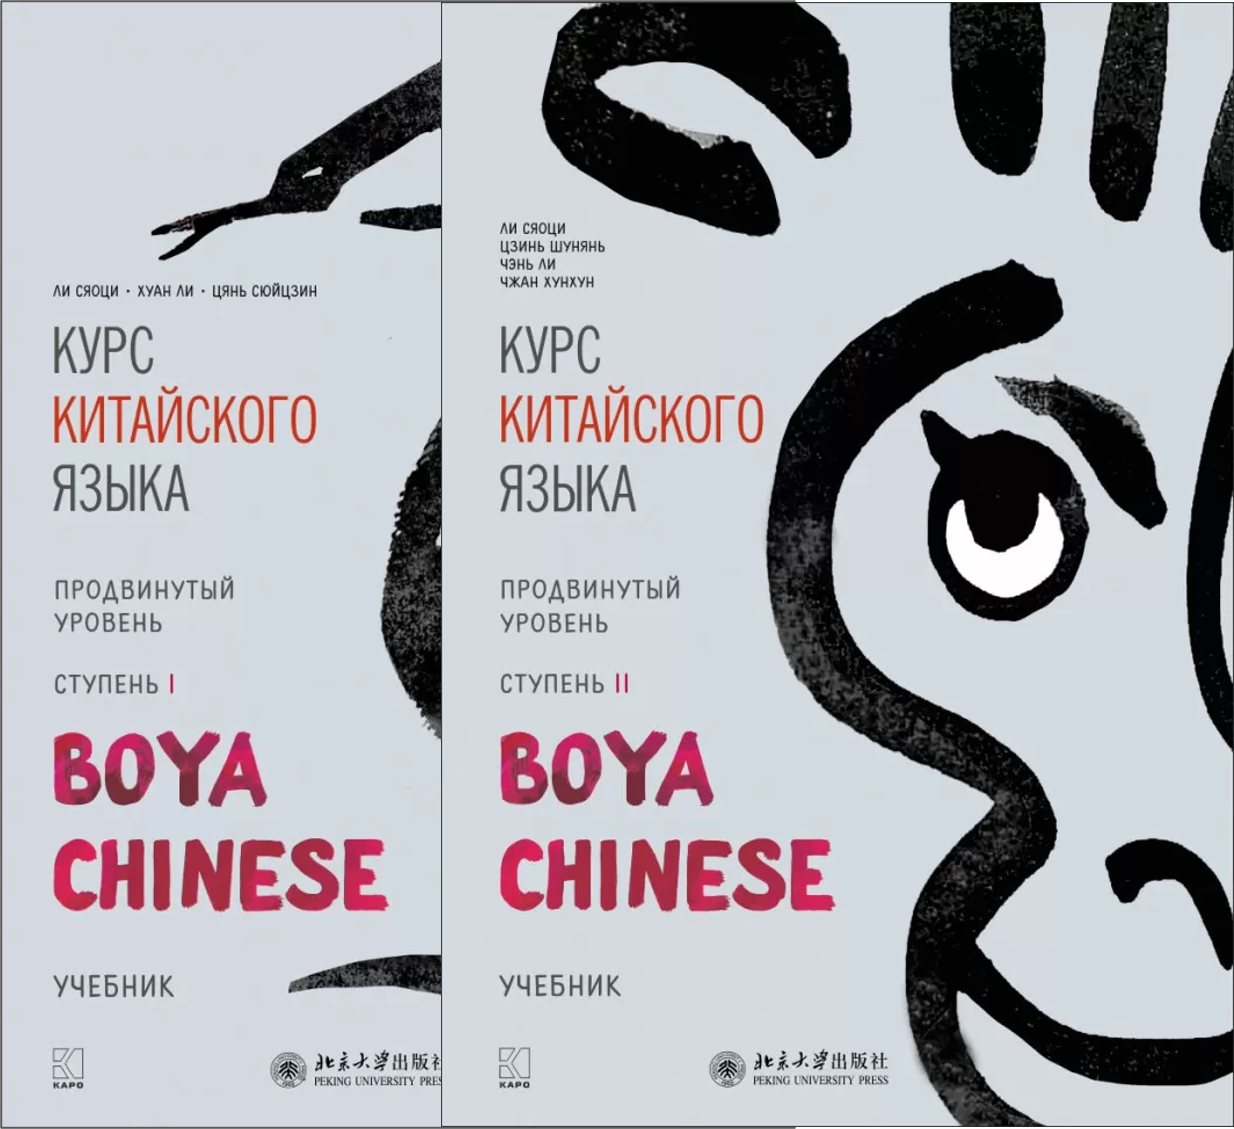 ЛИ СЯОЦИ · ХУАН ЛИ · ЦЯНЬ СЮЙЦЗИН
КУРС
КИТАЙСКОГО
ЯЗЫКА
ПРОДВИНУТЫЙ
УРОВЕНЬ
СТУПЕНЬ I
BOYA
CHINESE
УЧЕБНИК
КАРО
北京大学出版社
PEKING UNIVERSITY PRES
ЛИ СЯОЦИ
ЦЗИНЬ ШУНЯНЬ
ЧЭНЬ ЛИ
ЧЖАН ХУНХУН
КУРС
КИТАЙСКОГО
ЯЗЫКА
ПРОДВИНУТЫЙ
УРОВЕНЬ
СТУПЕНЬ II
BOYA
CHINESE
УЧЕБНИК
КАРО
北京大学出版社
PEKING UNIVERSITY PRESS